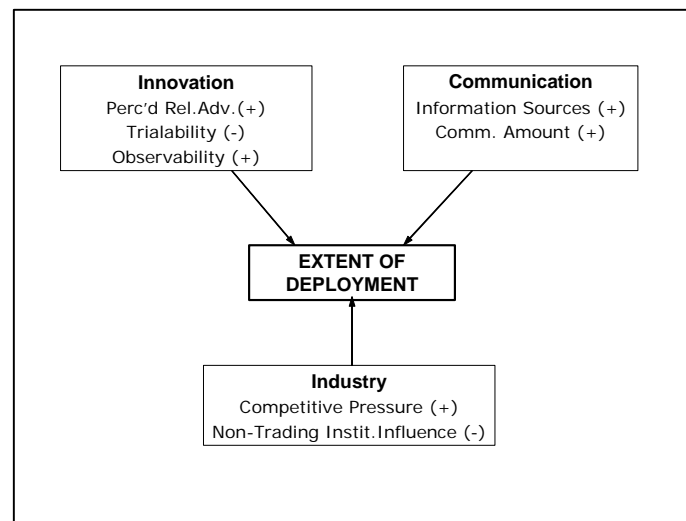 Innovation
Perc'd Rel.Adv.(+)
Trialability (-)
Observability (+)
Communication
Information Sources (+)
Comm. Amount (+)
EXTENT OF
DEPLOYMENT
Industry
Competitive Pressure (+)
Non-Trading Instit.Influence (-)